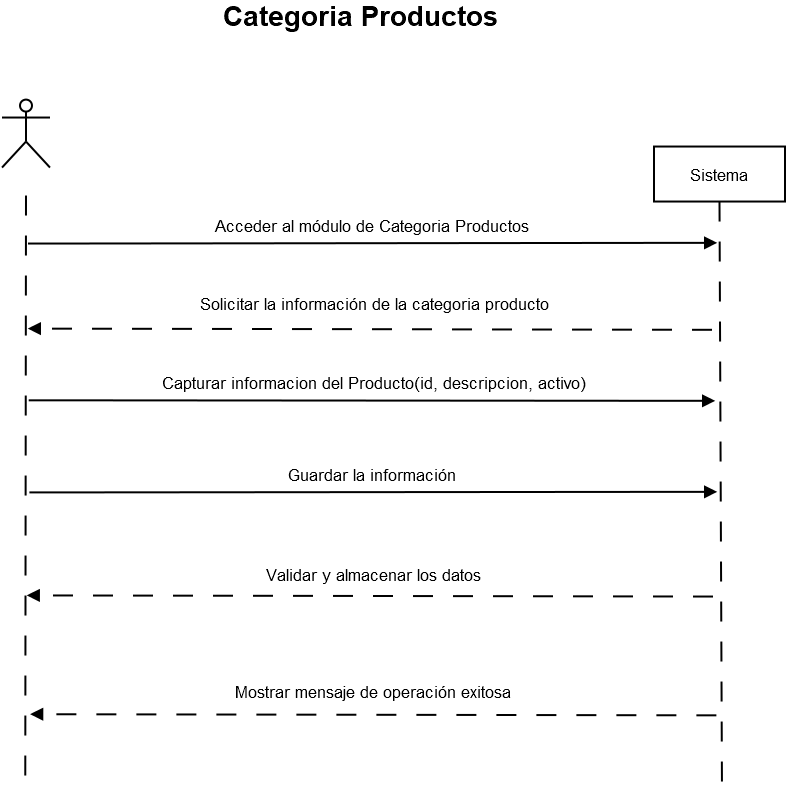 Categoria Productos
Sistema
Acceder al módulo de Categoria Productos
Solicitar la información de la categoria producto
Capturar informacion del Producto(id, descripcion, activo)
Guardar la información
Validar y almacenar los datos
Mostrar mensaje de operación exitosa